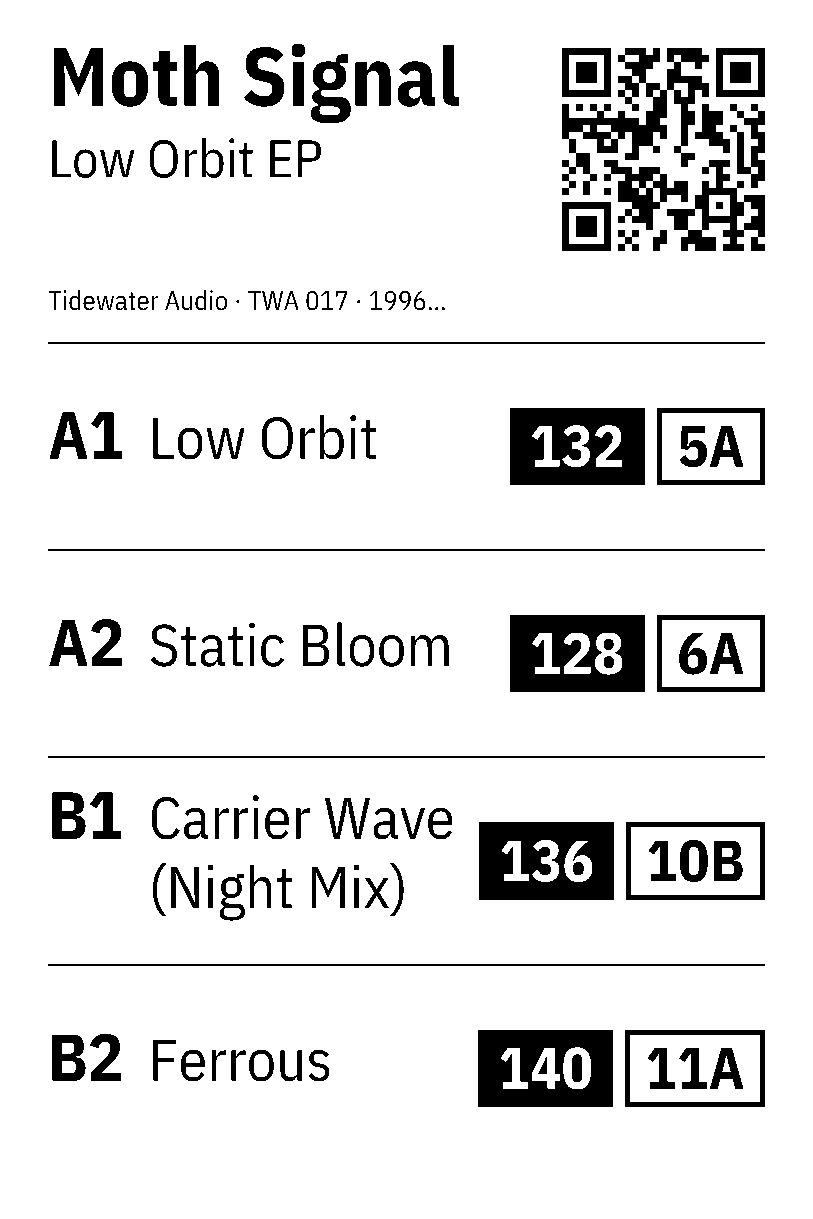 Moth Signal
Low Orbit EP
Tidewater Audio · TWA 017 · 1996...
A1 Low Orbit 132 5A
A2 Static Bloom 128 6A
B1 Carrier Wave
(Night Mix) 136 10B
B2 Ferrous 140 11A